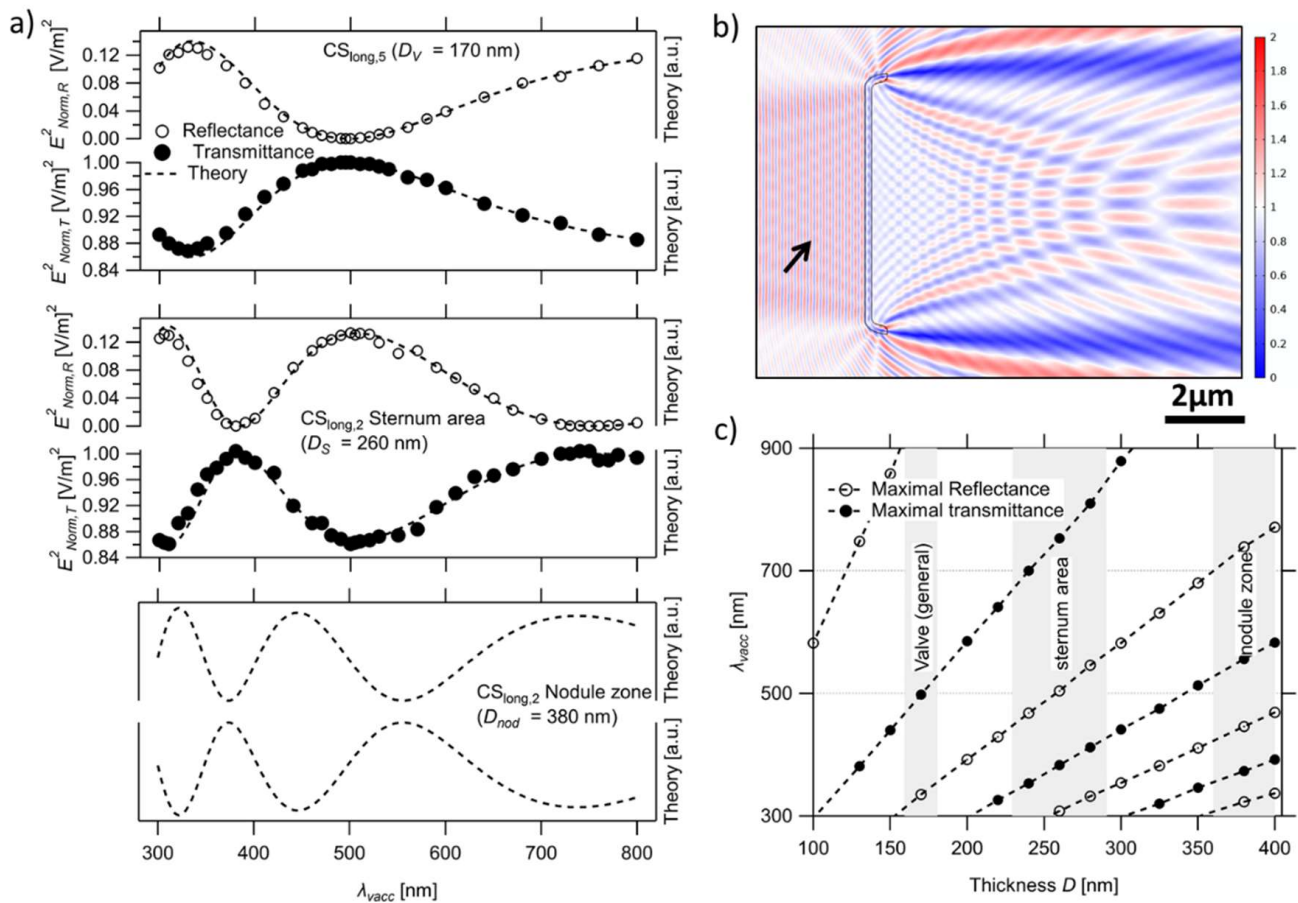 a)
E²Norm,R [V/m]²
0.12
0.08
0.04
0.00
CSlong,5 (DV = 170 nm)
Theory [a.u.]
Reflectance
Transmittance
Theory
E²Norm,T [V/m]²
1.00
0.96
0.92
0.88
0.84
Theory [a.u.]
E²Norm,R [V/m]²
0.12
0.08
0.04
0.00
Theory [a.u.]
CSlong,2 Sternum area
(DS = 260 nm)
E²Norm,T [V/m]²
1.00
0.96
0.92
0.88
0.84
Theory [a.u.]
Theory [a.u.]
CSlong,2 Nodule zone
(Dnod = 380 nm)
Theory [a.u.]
300 400 500 600 700 800
λvacc [nm]
b)
2
1.8
1.6
1.4
1.2
1
0.8
0.6
0.4
0.2
0
2μm
c)
900
700
500
300
λvacc [nm]
Maximal Reflectance
Maximal transmittance
Valve (general)
sternum area
nodule zone
100 150 200 250 300 350 400
Thickness D [nm]